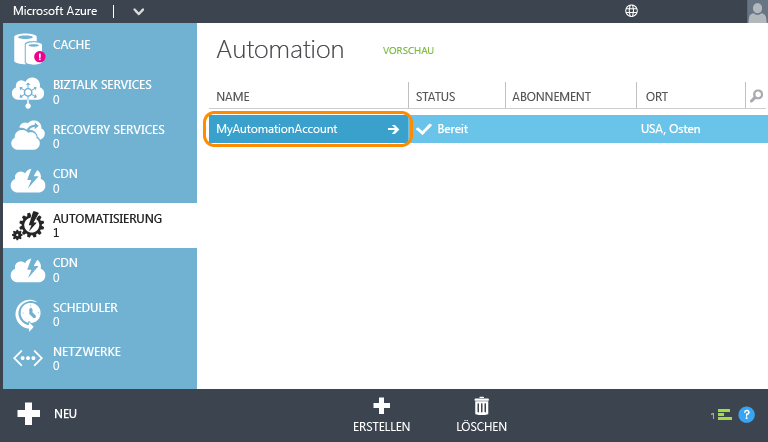 Microsoft Azure
CACHE
!
BIZTALK SERVICES
0
RECOVERY SERVICES
0
CDN
0
AUTOMATISIERUNG
1
CDN
0
SCHEDULER
0
NETZWERKE
0
Automation VORSCHAU
NAME STATUS ABONNEMENT ORT
MyAutomationAccount Bereit USA, Osten
NEU
ERSTELLEN
LÖSCHEN
1
?